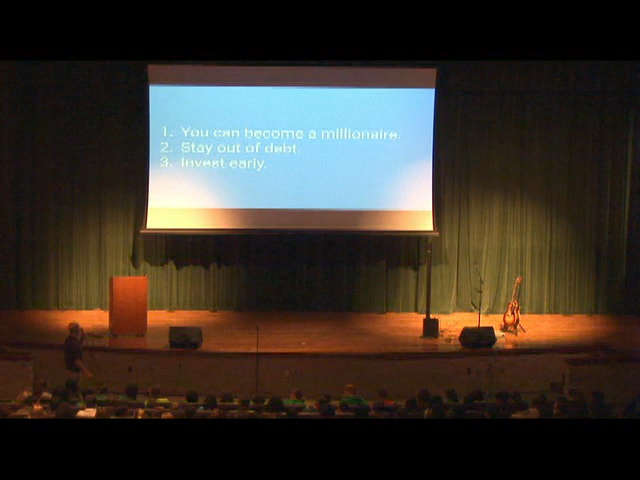 1. You can become a millionaire.
2. Stay out of debt
3. Invest early.